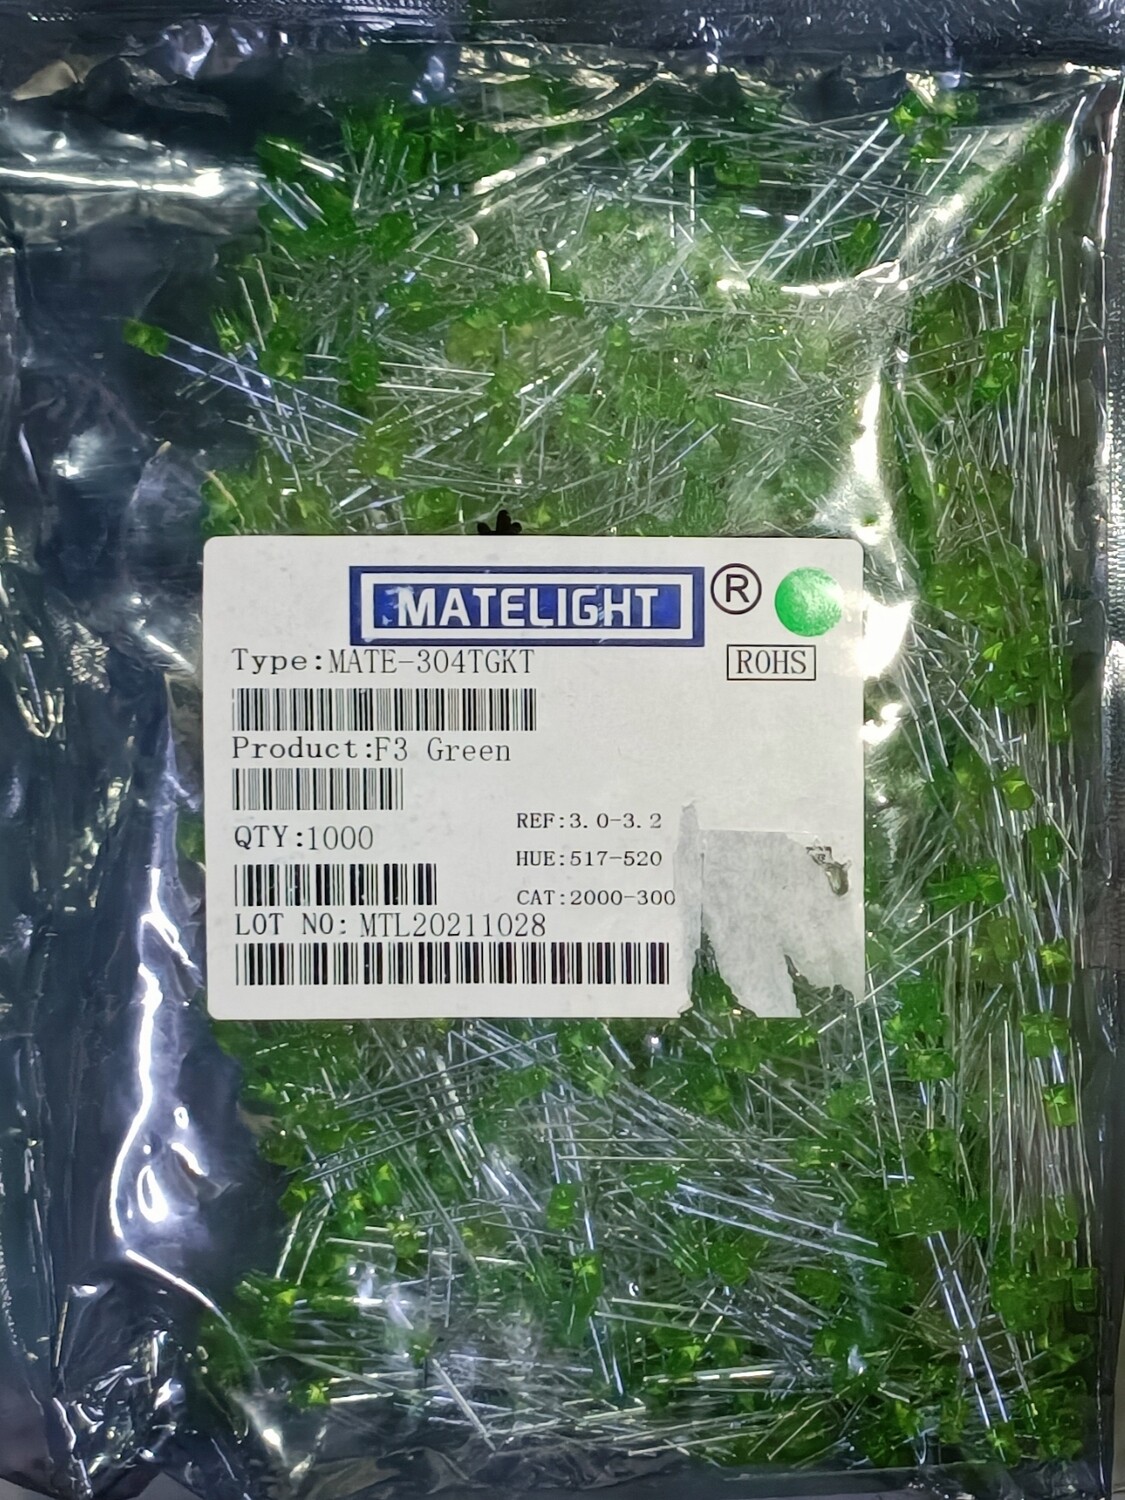 MATELIGHT ®
Type:MATE-304TGKT
ROHS
Product:F3 Green
QTY:1000
REF:3.0-3.2
HUE:517-520
CAT:2000-300
LOT NO: MTL20211028